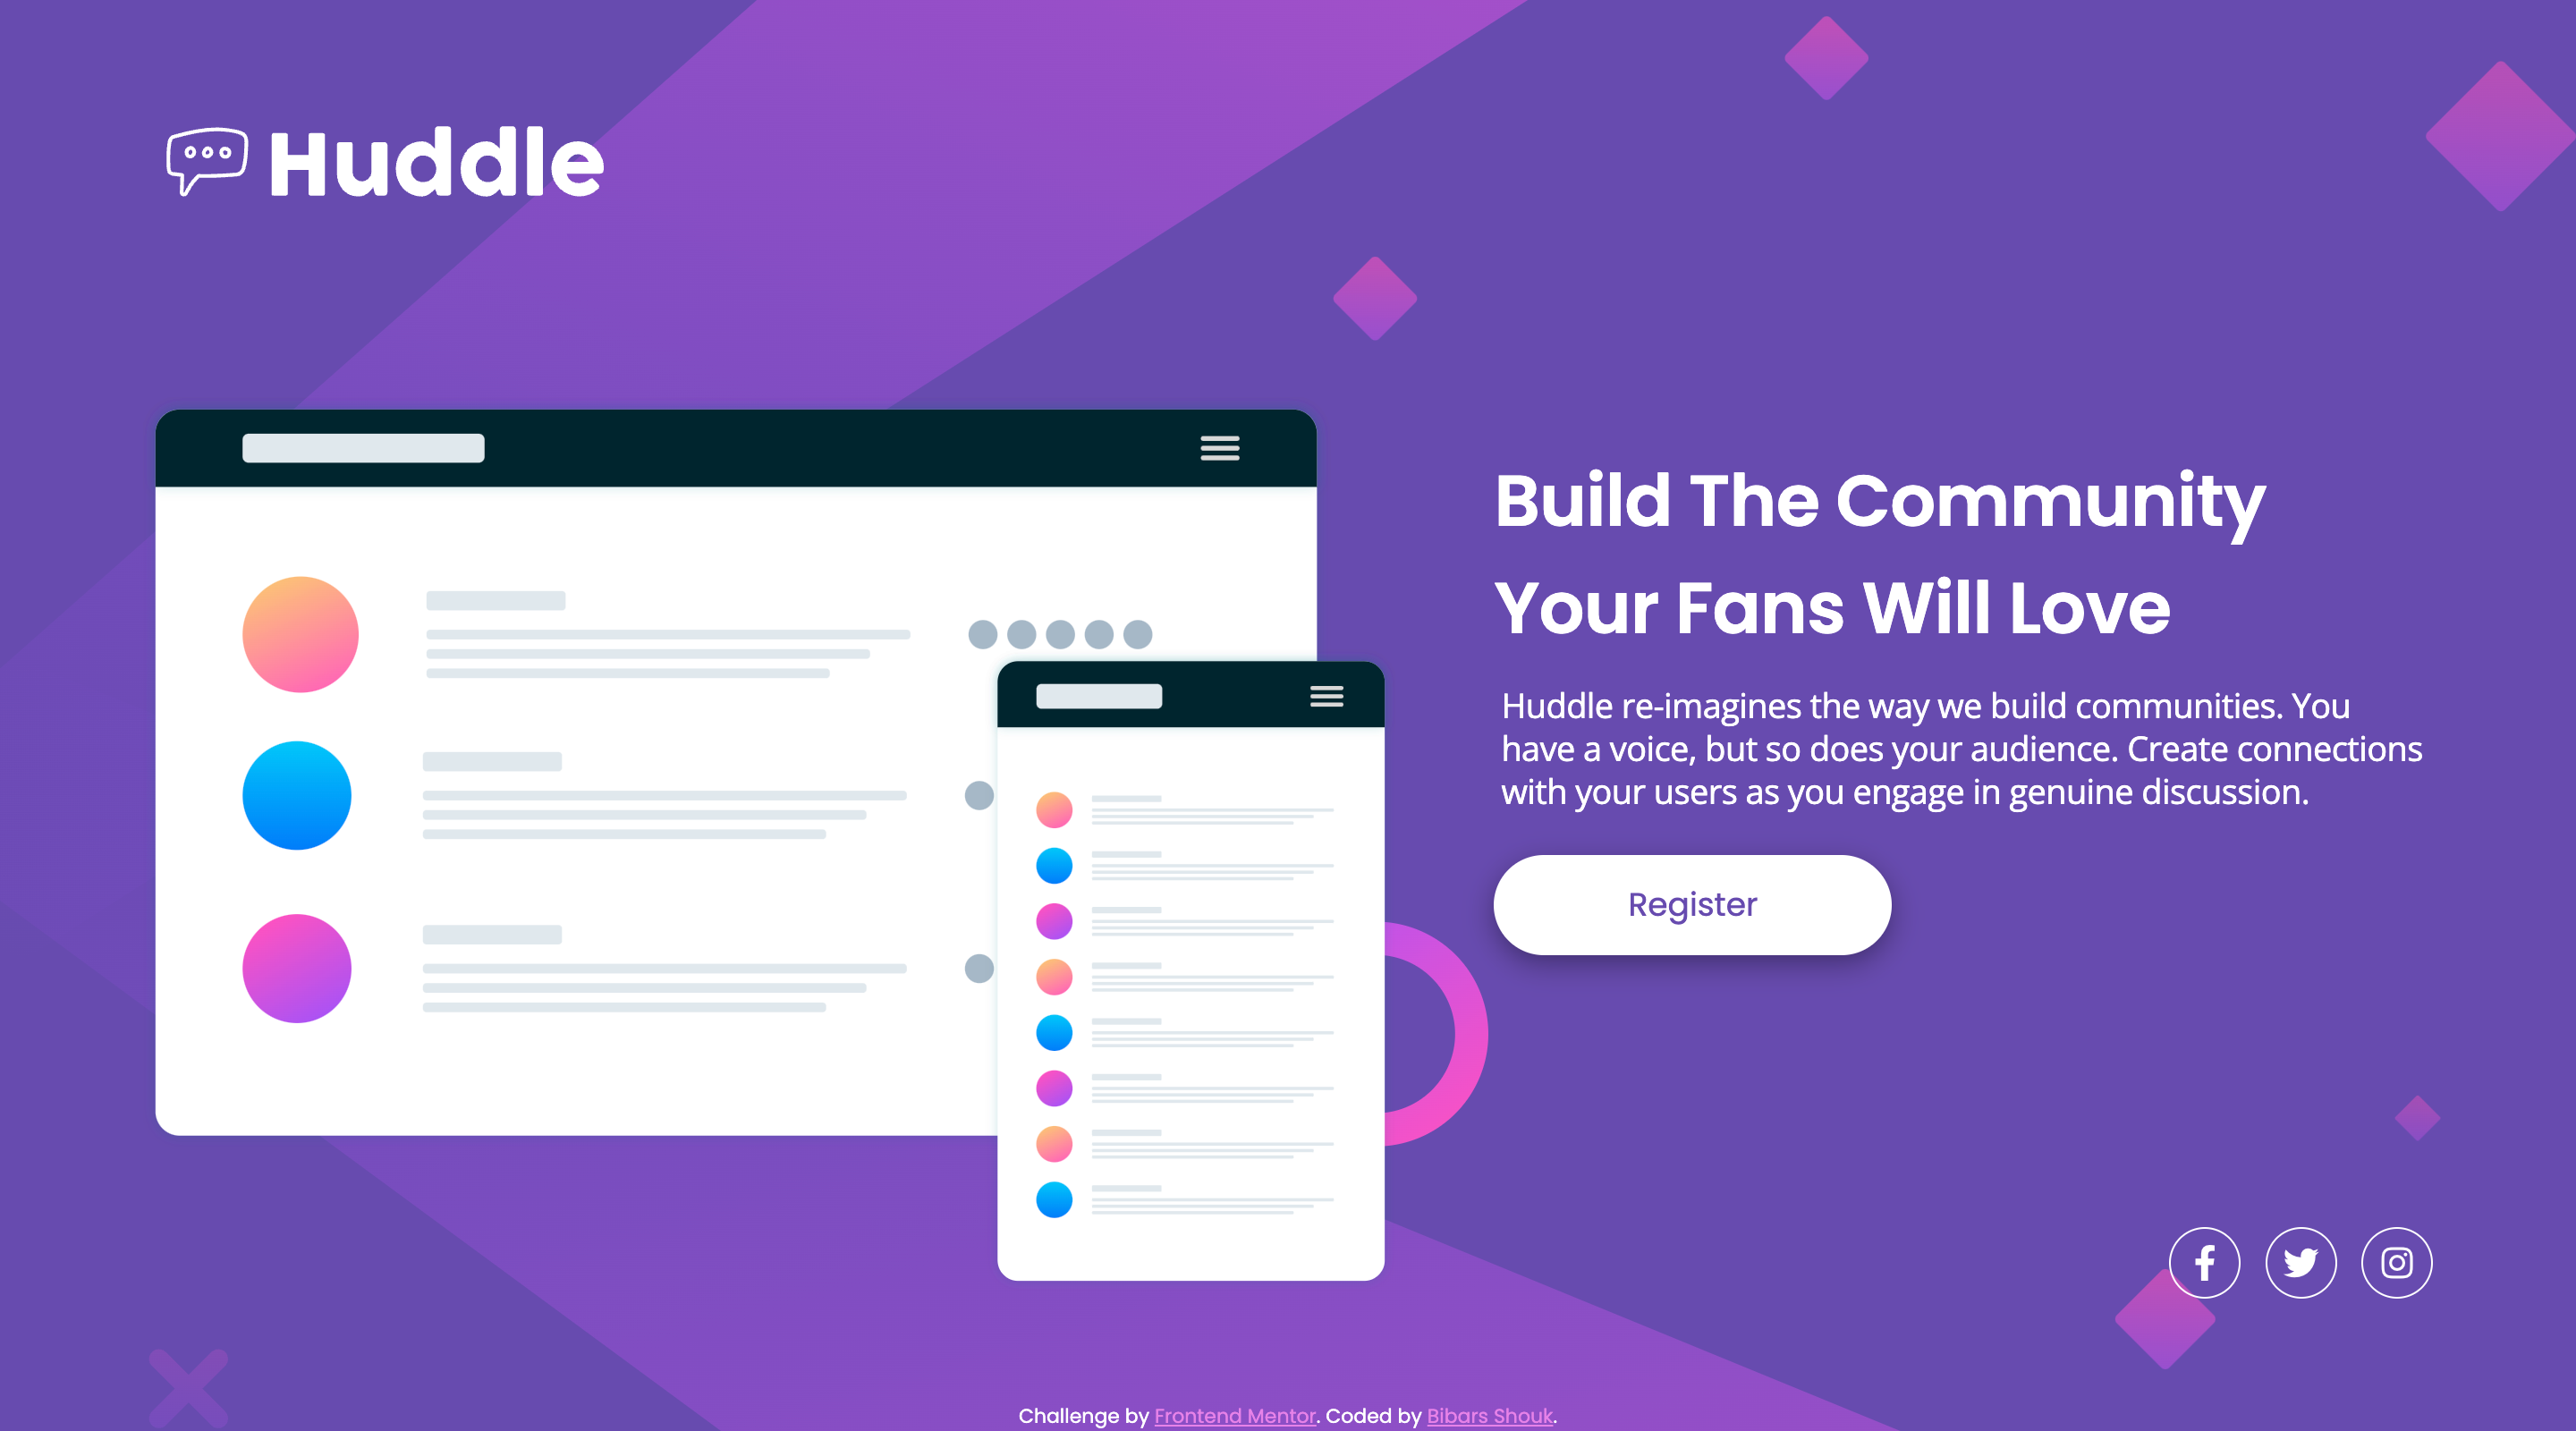 Huddle
Build The Community
Your Fans Will Love
Huddle re-imagines the way we build communities. You
have a voice, but so does your audience. Create connections
with your users as you engage in genuine discussion.
Register
Challenge by Frontend Mentor. Coded by Bibars Shouk.